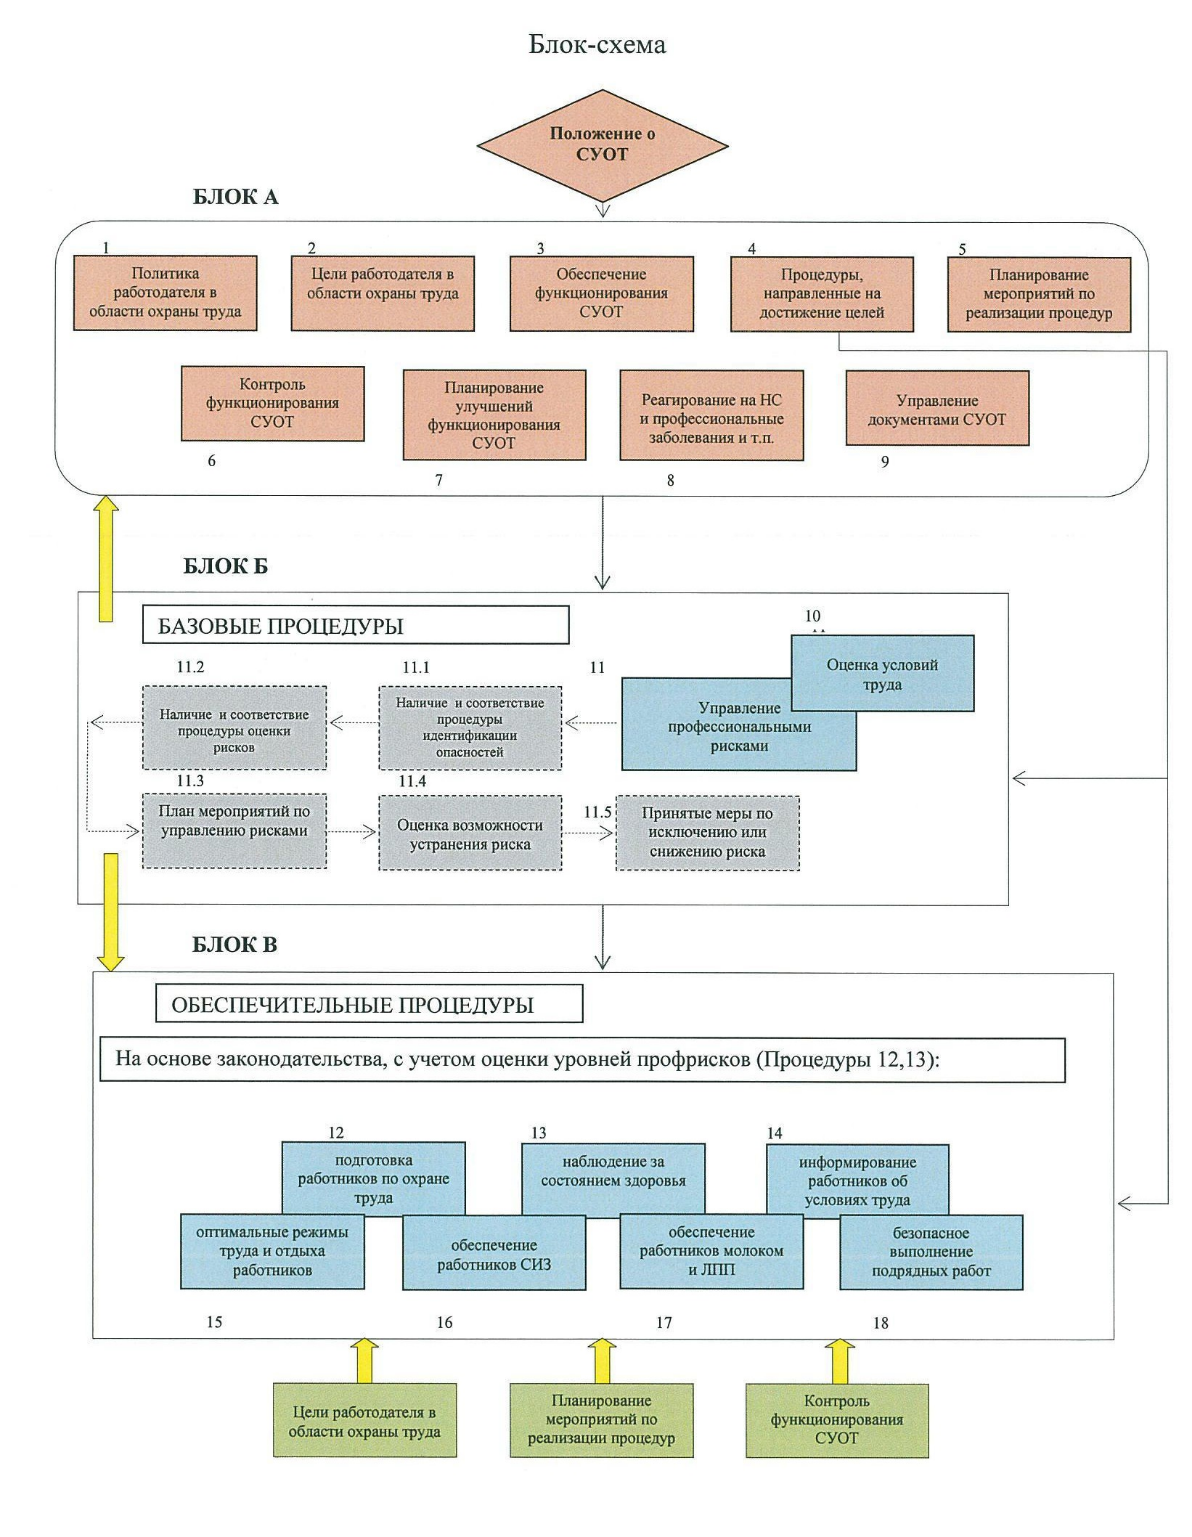 Блок-схема
Положение о
СУОТ
БЛОК А
1
Политика
работодателя в
области охраны труда
2
Цели работодателя в
области охраны труда
3
Обеспечение
функционирования
СУОТ
4
Процедуры,
направленные на
достижение целей
5
Планирование
мероприятий по
реализации процедур
Контроль
функционирования
СУОТ
6
Планирование
улучшений
функционирования
СУОТ
7
Реагирование на НС
и профессиональные
заболевания и т.п.
8
Управление
документами СУОТ
9
БЛОК Б
БАЗОВЫЕ ПРОЦЕДУРЫ
10
Оценка условий
труда
11
Управление
профессиональными
рисками
11.1
Наличие и соответствие
процедуры
идентификации
опасностей
11.2
Наличие и соответствие
процедуры оценки
рисков
11.3
План мероприятий по
управлению рисками
11.4
Оценка возможности
устранения риска
11.5
Принятые меры по
исключению или
снижению риска
БЛОК В
ОБЕСПЕЧИТЕЛЬНЫЕ ПРОЦЕДУРЫ
На основе законодательства, с учетом оценки уровней профрисков (Процедуры 12,13):
12
подготовка
работников по охране
труда
13
наблюдение за
состоянием здоровья
14
информирование
работников об
условиях труда
оптимальные режимы
труда и отдыха
работников
15
обеспечение
работников СИЗ
16
обеспечение
работников молоком
и ЛПП
17
безопасное
выполнение
подрядных работ
18
Цели работодателя в
области охраны труда
Планирование
мероприятий по
реализации процедур
Контроль
функционирования
СУОТ